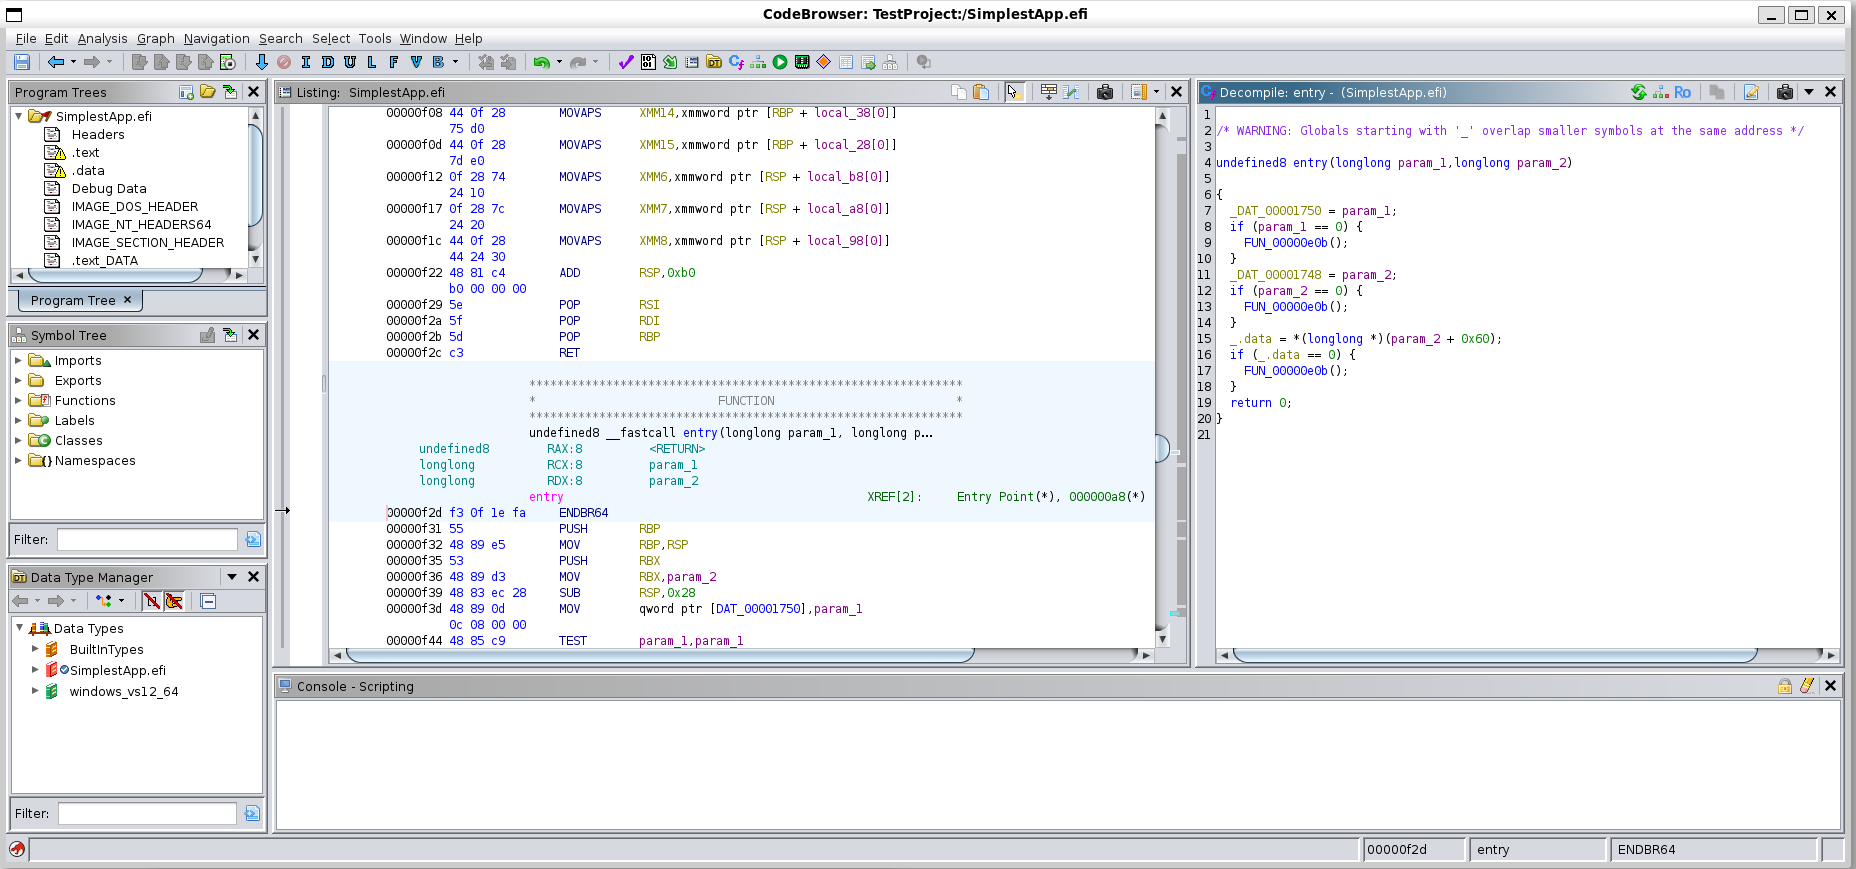 CodeBrowser: TestProject:/SimplestApp.efi
File Edit Analysis Graph Navigation Search Select Tools Window Help
I D U L F V B
Program Trees
SimplestApp.efi
Headers
.text
.data
Debug Data
IMAGE_DOS_HEADER
IMAGE_NT_HEADERS64
IMAGE_SECTION_HEADER
.text_DATA
Program Tree ×
Symbol Tree
Imports
Exports
Functions
Labels
Classes
Namespaces
Filter:
Data Type Manager
Data Types
BuiltInTypes
SimplestApp.efi
windows_vs12_64
Filter:
Listing: SimplestApp.efi
00000f08 44 0f 28 MOVAPS XMM14,xmmword ptr [RBP + local_38[0]]
75 d0
00000f0d 44 0f 28 MOVAPS XMM15,xmmword ptr [RBP + local_28[0]]
7d e0
00000f12 0f 28 74 MOVAPS XMM6,xmmword ptr [RSP + local_b8[0]]
24 10
00000f17 0f 28 7c MOVAPS XMM7,xmmword ptr [RSP + local_a8[0]]
24 20
00000f1c 44 0f 28 MOVAPS XMM8,xmmword ptr [RSP + local_98[0]]
44 24 30
00000f22 48 81 c4 ADD RSP,0xb0
b0 00 00 00
00000f29 5e POP RSI
00000f2a 5f POP RDI
00000f2b 5d POP RBP
00000f2c c3 RET
**************************************************************
* FUNCTION *
**************************************************************
undefined8 __fastcall entry(longlong param_1, longlong p...
undefined8 RAX:8 <RETURN>
longlong RCX:8 param_1
longlong RDX:8 param_2
entry XREF[2]: Entry Point(*), 000000a8(*)
00000f2d f3 0f 1e fa ENDBR64
00000f31 55 PUSH RBP
00000f32 48 89 e5 MOV RBP,RSP
00000f35 53 PUSH RBX
00000f36 48 89 d3 MOV RBX,param_2
00000f39 48 83 ec 28 SUB RSP,0x28
00000f3d 48 89 0d MOV qword ptr [DAT_00001750],param_1
0c 08 00 00
00000f44 48 85 c9 TEST param_1,param_1
Decompile: entry - (SimplestApp.efi)
Ro
1
2 /* WARNING: Globals starting with '_' overlap smaller symbols at the same address */
3
4 undefined8 entry(longlong param_1,longlong param_2)
5
6 {
7 _DAT_00001750 = param_1;
8 if (param_1 == 0) {
9 FUN_00000e0b();
10 }
11 _DAT_00001748 = param_2;
12 if (param_2 == 0) {
13 FUN_00000e0b();
14 }
15 _.data = *(longlong *)(param_2 + 0x60);
16 if (_.data == 0) {
17 FUN_00000e0b();
18 }
19 return 0;
20 }
21
Console - Scripting
00000f2d entry ENDBR64